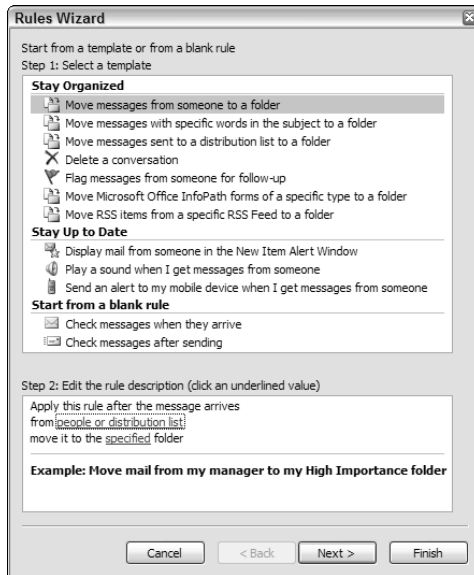 Rules Wizard
Start from a template or from a blank rule
Step 1: Select a template
Stay Organized
Move messages from someone to a folder
Move messages with specific words in the subject to a folder
Move messages sent to a distribution list to a folder
Delete a conversation
Flag messages from someone for follow-up
Move Microsoft Office InfoPath forms of a specific type to a folder
Move RSS items from a specific RSS Feed to a folder
Stay Up to Date
Display mail from someone in the New Item Alert Window
Play a sound when I get messages from someone
Send an alert to my mobile device when I get messages from someone
Start from a blank rule
Check messages when they arrive
Check messages after sending
Step 2: Edit the rule description (click an underlined value)
Apply this rule after the message arrives
from people or distribution list
move it to the specified folder
Example: Move mail from my manager to my High Importance folder
Cancel < Back Next > Finish